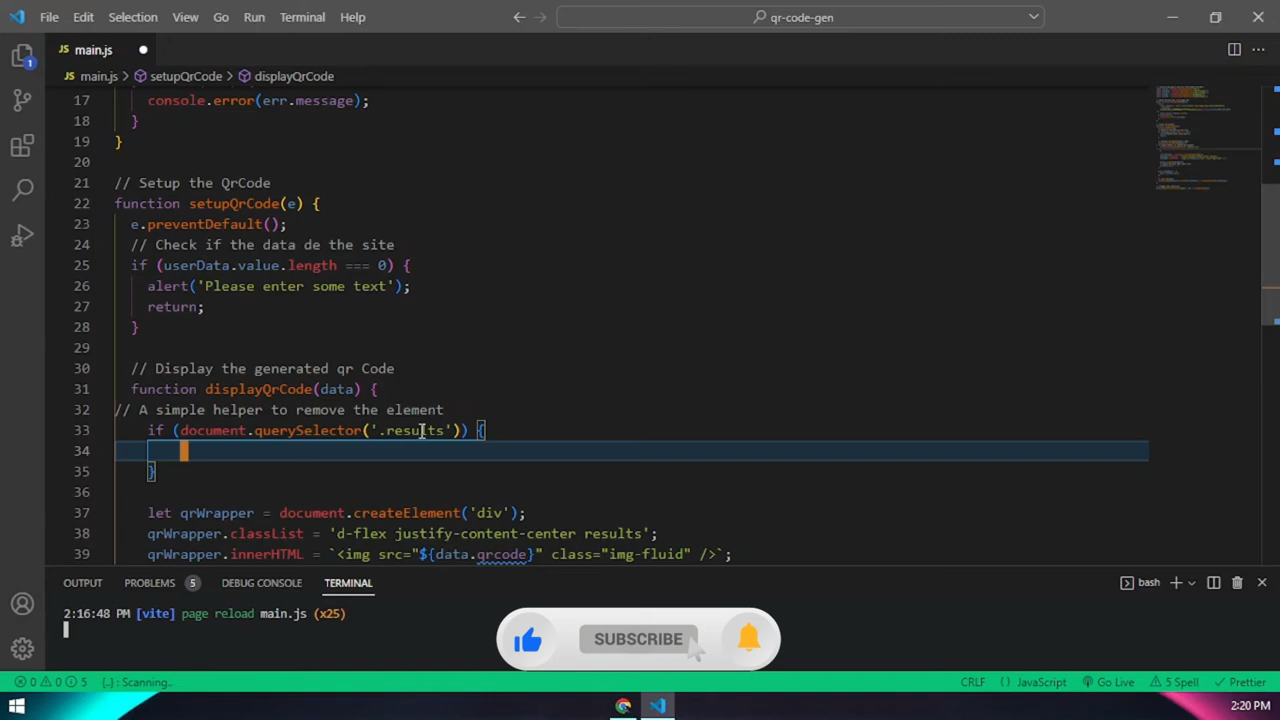 File Edit Selection View Go Run Terminal Help qr-code-gen
JS main.js
JS main.js > setupQrCode > displayQrCode
17 console.error(err.message);
18 }
19 }
20
21 // Setup the QrCode
22 function setupQrCode(e) {
23 e.preventDefault();
24 // Check if the data de the site
25 if (userData.value.length === 0) {
26 alert('Please enter some text');
27 return;
28 }
29
30 // Display the generated qr Code
31 function displayQrCode(data) {
32 // A simple helper to remove the element
33 if (document.querySelector('.results')) {
34
35 }
36
37 let qrWrapper = document.createElement('div');
38 qrWrapper.classList = 'd-flex justify-content-center results';
39 qrWrapper.innerHTML = `<img src="${data.qrcode}" class="img-fluid" />`;
OUTPUT PROBLEMS 5 DEBUG CONSOLE TERMINAL bash
2:16:48 PM [vite] page reload main.js (x25)
SUBSCRIBE
0 0 5 {..} : Scanning.. CRLF {} JavaScript Go Live 5 Spell Prettier
2:20 PM
1